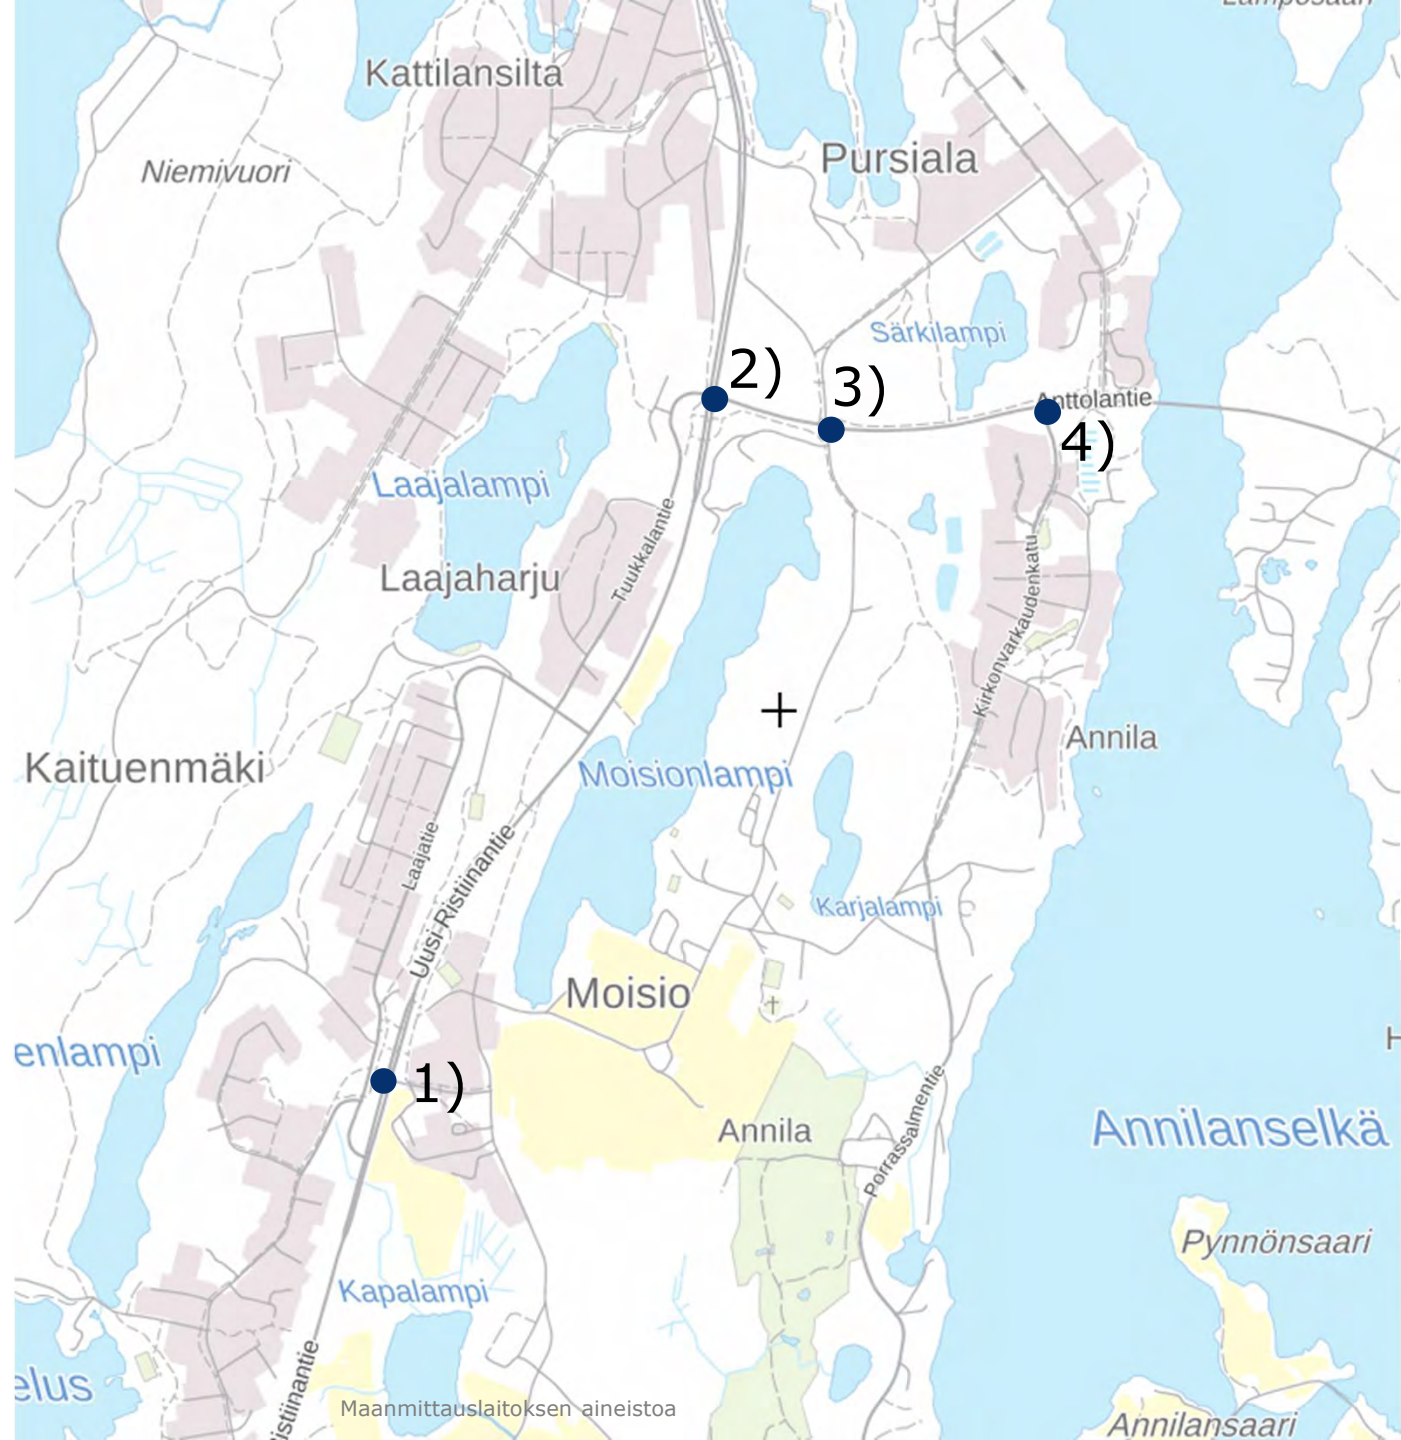 Kattilansilta
Niemivuori
Pursiala
Särkilampi
2)
3)
Anttolantie
4)
Laajalampi
Laajaharju
Tuukkalantie
Kirkonvarkaudenkatu
Annila
Kaituenmäki
Moisionlampi
Laajatie
Uusi-Ristiinantie
Karjalampi
Moisio
enlampi
1)
H
Porrassalmentie
Annila
Annilanselkä
Pynnönsaari
Kapalampi
elus
istiinantie
Maanmittauslaitoksen aineistoa
Annilansaari